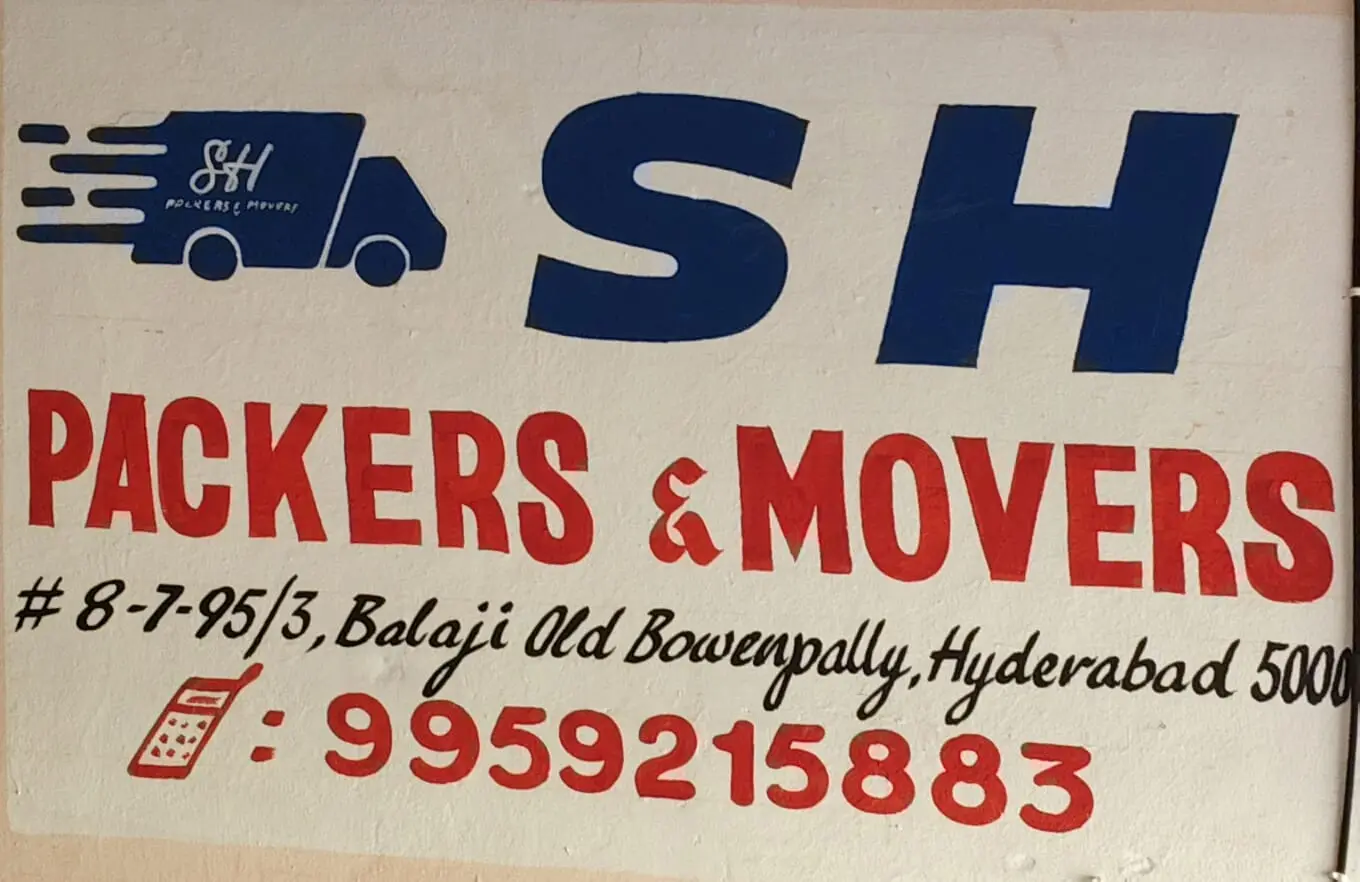 SH
PACKERS & MOVERS
SH
PACKERS & MOVERS
# 8-7-95/3, Balaji Old Bowenpally, Hyderabad 5000
: 9959215883